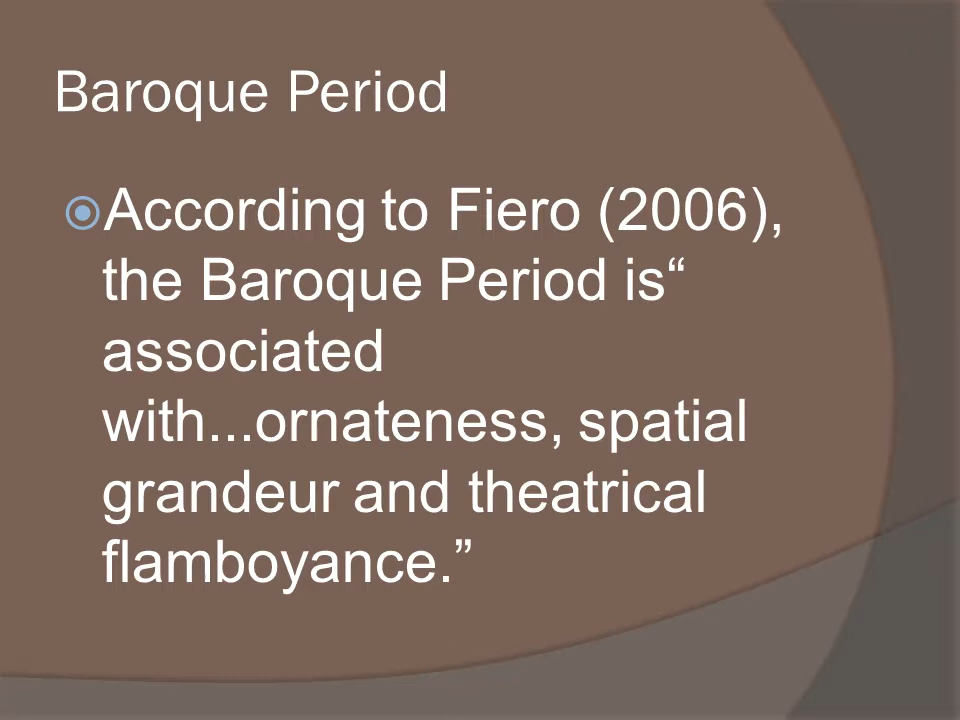 Baroque Period
According to Fiero (2006),
the Baroque Period is“
associated
with...ornateness, spatial
grandeur and theatrical
flamboyance.”